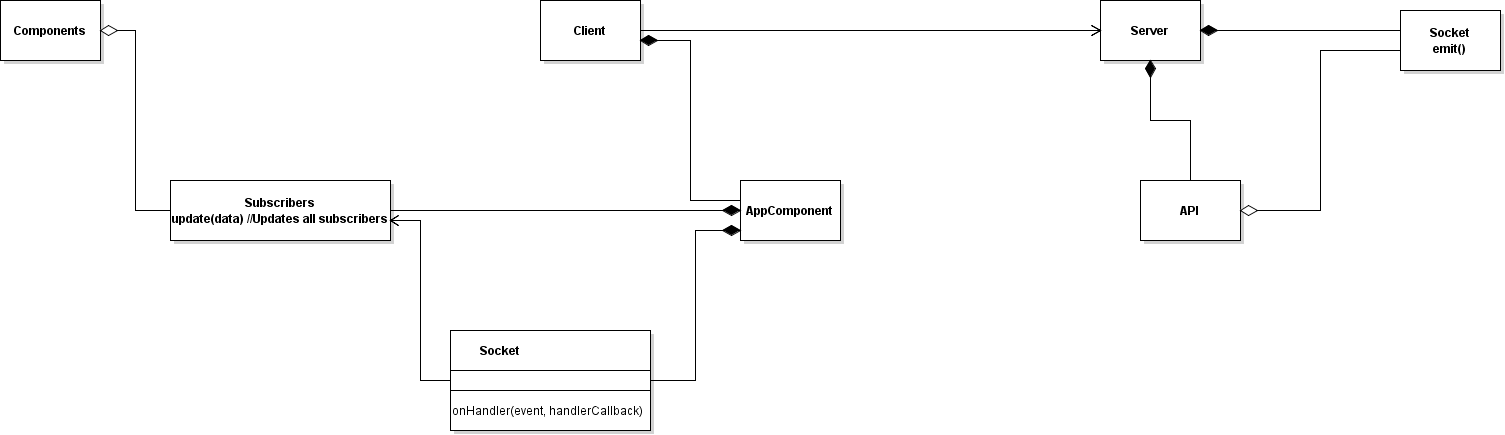 Components
Client
Server
Socket
emit()
Subscribers
update(data) //Updates all subscribers
AppComponent
API
Socket
onHandler(event, handlerCallback)